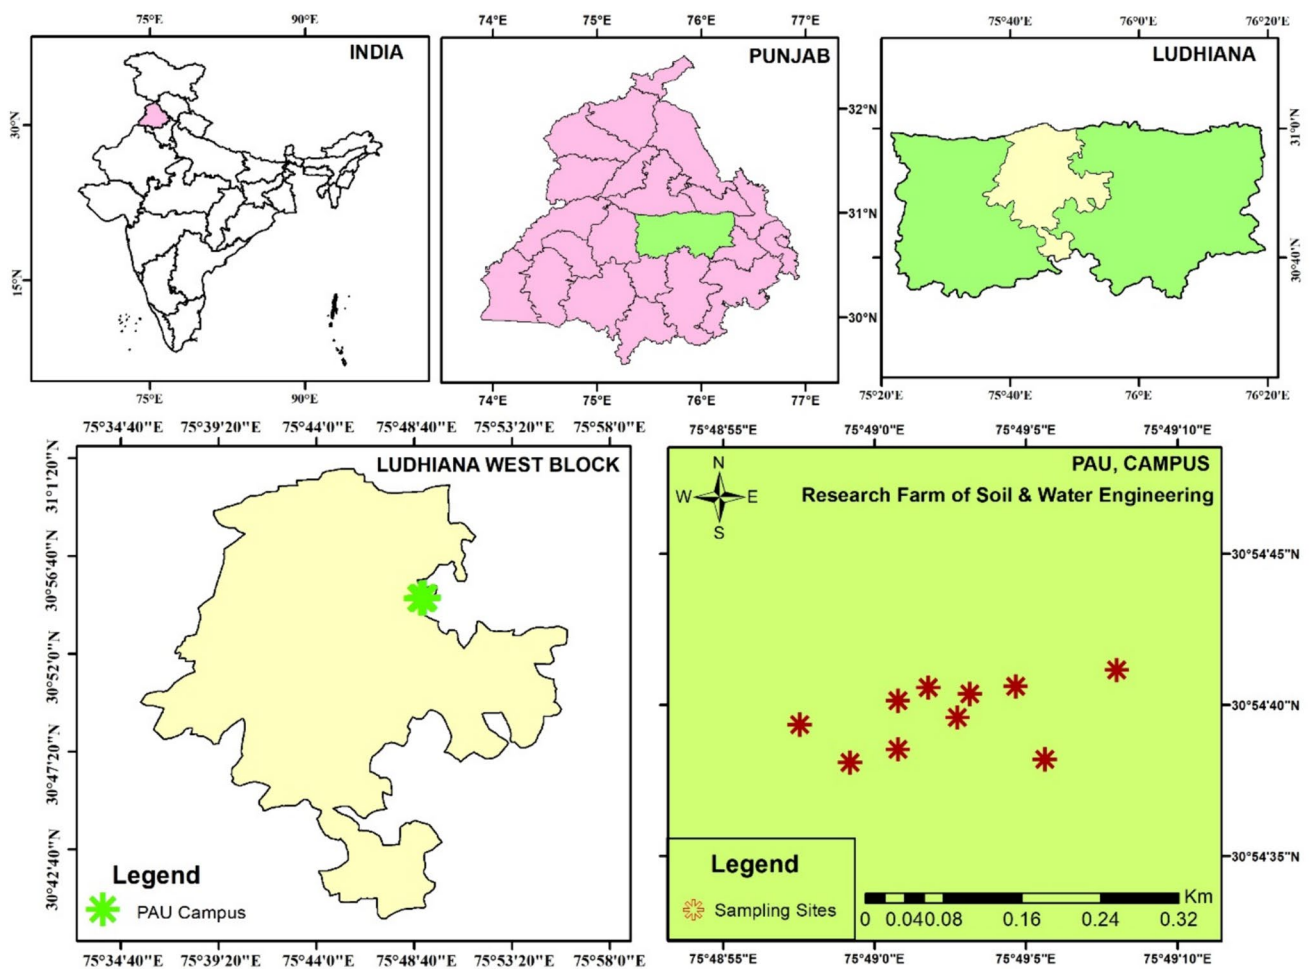 75°E 90°E
INDIA
30°N
15°N
75°E 90°E
74°E 75°E 76°E 77°E
PUNJAB
32°N
31°N
30°N
74°E 75°E 76°E 77°E
75°40'E 76°0'E 76°20'E
LUDHIANA
31°0'N
30°40'N
75°20'E 75°40'E 76°0'E 76°20'E
75°34'40"E 75°39'20"E 75°44'0"E 75°48'40"E 75°53'20"E 75°58'0"E
LUDHIANA WEST BLOCK
31°1'20"N
30°56'40"N
30°52'0"N
30°47'20"N
30°42'40"N
Legend
PAU Campus
75°34'40"E 75°39'20"E 75°44'0"E 75°48'40"E 75°53'20"E 75°58'0"E
75°48'55"E 75°49'0"E 75°49'5"E 75°49'10"E
PAU, CAMPUS
Research Farm of Soil & Water Engineering
N
W E
S
30°54'45"N
30°54'40"N
30°54'35"N
Legend
Sampling Sites
Km
0 0.04 0.08 0.16 0.24 0.32
75°48'55"E 75°49'0"E 75°49'5"E 75°49'10"E